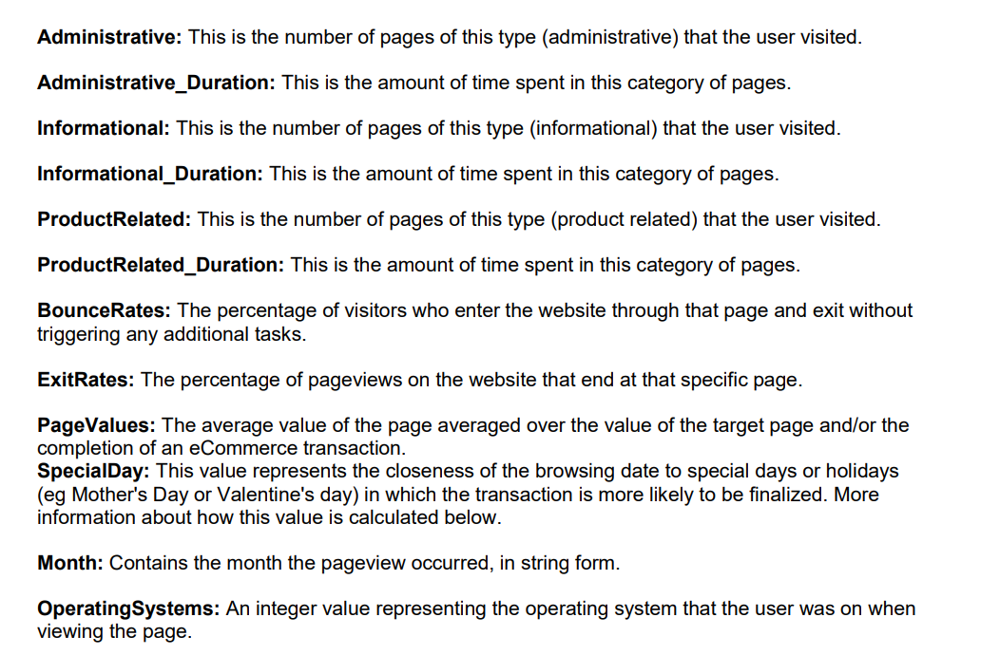 Administrative: This is the number of pages of this type (administrative) that the user visited.
Administrative_Duration: This is the amount of time spent in this category of pages.
Informational: This is the number of pages of this type (informational) that the user visited.
Informational_Duration: This is the amount of time spent in this category of pages.
ProductRelated: This is the number of pages of this type (product related) that the user visited.
ProductRelated_Duration: This is the amount of time spent in this category of pages.
BounceRates: The percentage of visitors who enter the website through that page and exit without
triggering any additional tasks.
ExitRates: The percentage of pageviews on the website that end at that specific page.
PageValues: The average value of the page averaged over the value of the target page and/or the
completion of an eCommerce transaction.
SpecialDay: This value represents the closeness of the browsing date to special days or holidays
(eg Mother's Day or Valentine's day) in which the transaction is more likely to be finalized. More
information about how this value is calculated below.
Month: Contains the month the pageview occurred, in string form.
OperatingSystems: An integer value representing the operating system that the user was on when
viewing the page.